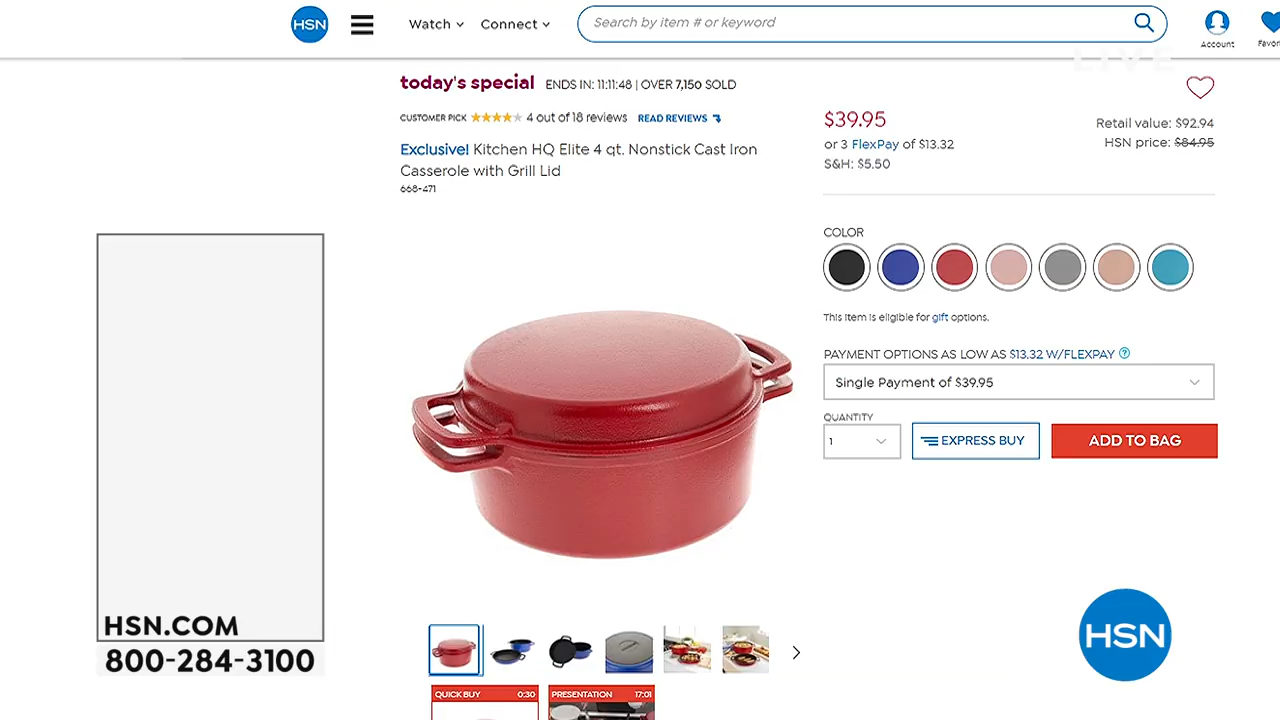 HSN
Watch
Connect
Search by item # or keyword
Account
Favor
LIVE
today's special ENDS IN: 11:11:48 | OVER 7,150 SOLD
CUSTOMER PICK 4 out of 18 reviews READ REVIEWS
Exclusive! Kitchen HQ Elite 4 qt. Nonstick Cast Iron
Casserole with Grill Lid
668-471
$39.95
or 3 FlexPay of $13.32
S&H: $5.50
Retail value: $92.94
HSN price: $84.95
COLOR
This item is eligible for gift options.
PAYMENT OPTIONS AS LOW AS $13.32 W/FLEXPAY ?
Single Payment of $39.95
QUANTITY
1
EXPRESS BUY
ADD TO BAG
HSN.COM
800-284-3100
HSN
QUICK BUY 0:30
PRESENTATION 17:01